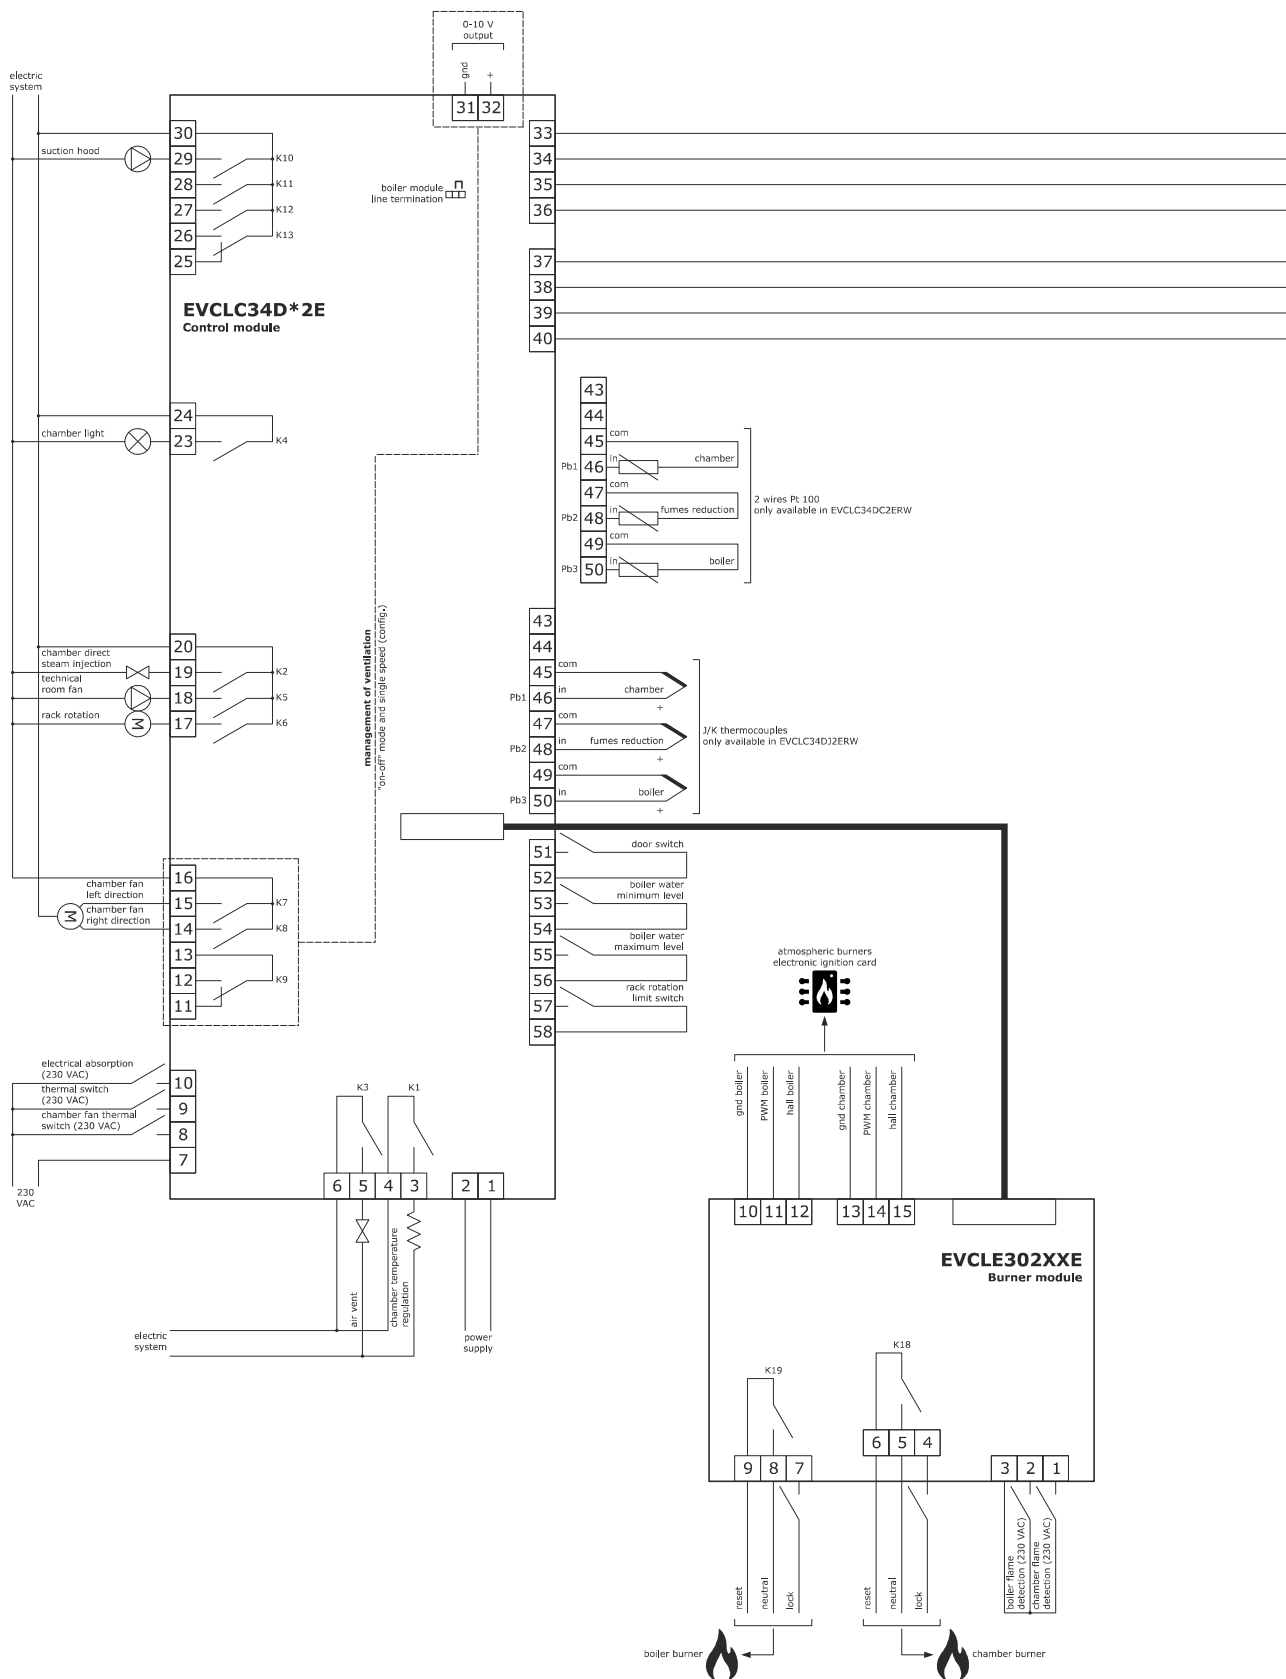 0-10 V
output
gnd
+
31
32
electric
system
30
suction hood
29
K10
28
K11
27
K12
26
K13
25
boiler module
line termination
33
34
35
36
37
38
39
40
EVCLC34D*2E
Control module
24
chamber light
23
K4
43
44
45
com
Pb1
46
in
chamber
47
com
Pb2
48
in
fumes reduction
49
com
Pb3
50
in
boiler
2 wires Pt 100
only available in EVCLC34DC2ERW
management of ventilation
"on-off" mode and single speed (config.)
20
chamber direct
steam injection
19
K2
technical
room fan
18
K5
rack rotation
M
17
K6
43
44
45
com
Pb1
46
in
chamber
+
47
com
Pb2
48
in
fumes reduction
+
49
com
Pb3
50
in
boiler
+
J/K thermocouples
only available in EVCLC34DJ2ERW
16
chamber fan
left direction
15
K7
M
chamber fan
right direction
14
K8
13
12
K9
11
51
door switch
52
boiler water
minimum level
53
54
boiler water
maximum level
55
56
rack rotation
limit switch
57
58
electrical absorption
(230 VAC)
10
thermal switch
(230 VAC)
9
chamber fan thermal
switch (230 VAC)
8
7
230
VAC
K3
K1
6
5
4
3
2
1
air vent
chamber temperature
regulation
electric
system
power
supply
atmospheric burners
electronic ignition card
gnd boiler
PWM boiler
hall boiler
gnd chamber
PWM chamber
hall chamber
10
11
12
13
14
15
EVCLE302XXE
Burner module
K19
K18
9
8
7
6
5
4
3
2
1
reset
neutral
lock
reset
neutral
lock
boiler flame
detection (230 VAC)
chamber flame
detection (230 VAC)
boiler burner
chamber burner